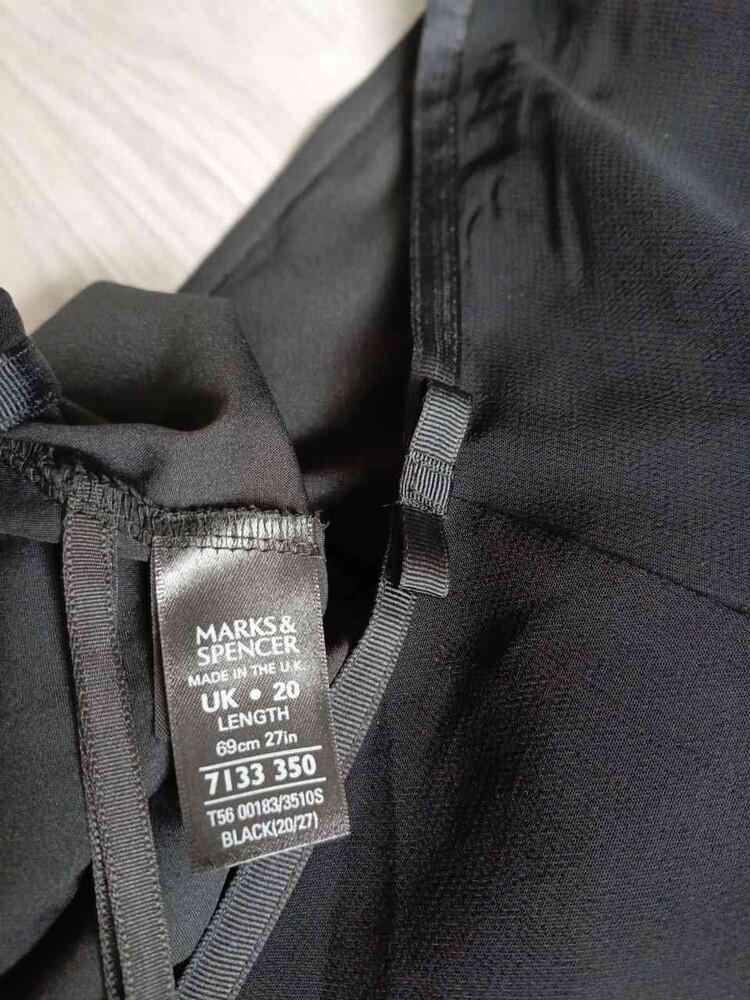 MARKS &
SPENCER
MADE IN THE U.K.
UK • 20
LENGTH
69cm 27in
7133 350
T56 00183/3510S
BLACK(20/27)